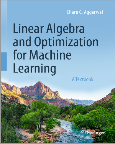 Charu C. Aggarwal
Linear Algebra
and Optimization
for Machine
Learning
A Textbook
Springer